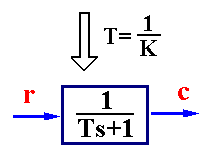 T = 1/K
r
1/(Ts+1)
c